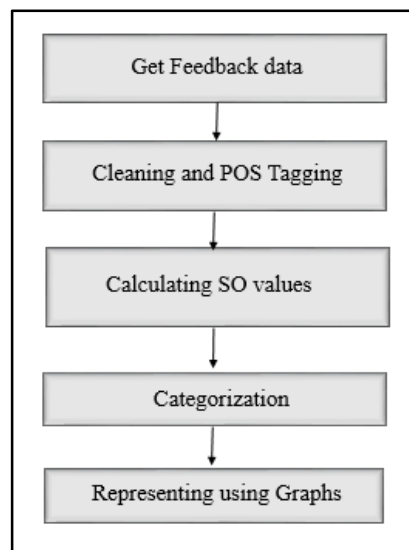 Get Feedback data
Cleaning and POS Tagging
Calculating SO values
Categorization
Representing using Graphs